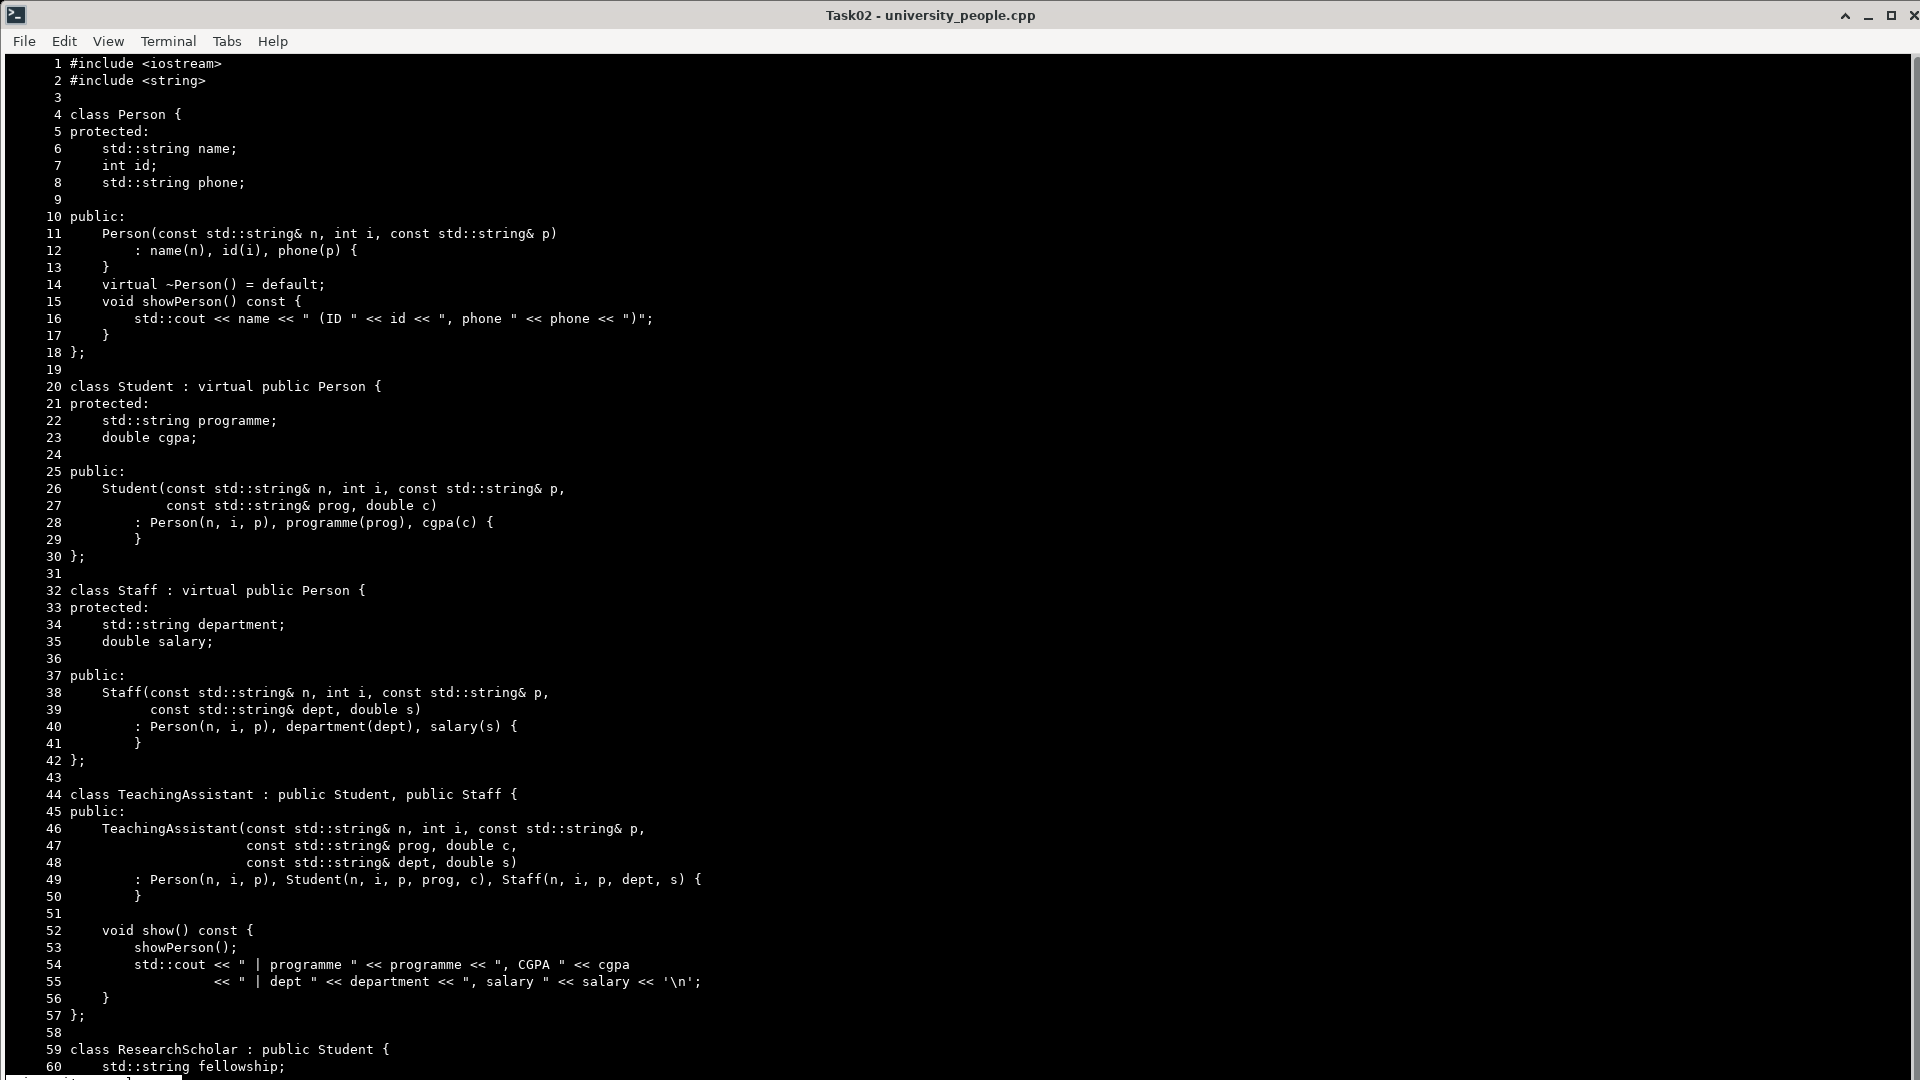 Task02 - university_people.cpp
File Edit View Terminal Tabs Help
1 #include <iostream>
2 #include <string>
3
4 class Person {
5 protected:
6     std::string name;
7     int id;
8     std::string phone;
9
10 public:
11     Person(const std::string& n, int i, const std::string& p)
12         : name(n), id(i), phone(p) {
13     }
14     virtual ~Person() = default;
15     void showPerson() const {
16         std::cout << name << " (ID " << id << ", phone " << phone << ")";
17     }
18 };
19
20 class Student : virtual public Person {
21 protected:
22     std::string programme;
23     double cgpa;
24
25 public:
26     Student(const std::string& n, int i, const std::string& p,
27             const std::string& prog, double c)
28         : Person(n, i, p), programme(prog), cgpa(c) {
29         }
30 };
31
32 class Staff : virtual public Person {
33 protected:
34     std::string department;
35     double salary;
36
37 public:
38     Staff(const std::string& n, int i, const std::string& p,
39           const std::string& dept, double s)
40         : Person(n, i, p), department(dept), salary(s) {
41         }
42 };
43
44 class TeachingAssistant : public Student, public Staff {
45 public:
46     TeachingAssistant(const std::string& n, int i, const std::string& p,
47                       const std::string& prog, double c,
48                       const std::string& dept, double s)
49         : Person(n, i, p), Student(n, i, p, prog, c), Staff(n, i, p, dept, s) {
50         }
51
52     void show() const {
53         showPerson();
54         std::cout << " | programme " << programme << ", CGPA " << cgpa
55                   << " | dept " << department << ", salary " << salary << '\n';
56     }
57 };
58
59 class ResearchScholar : public Student {
60     std::string fellowship;